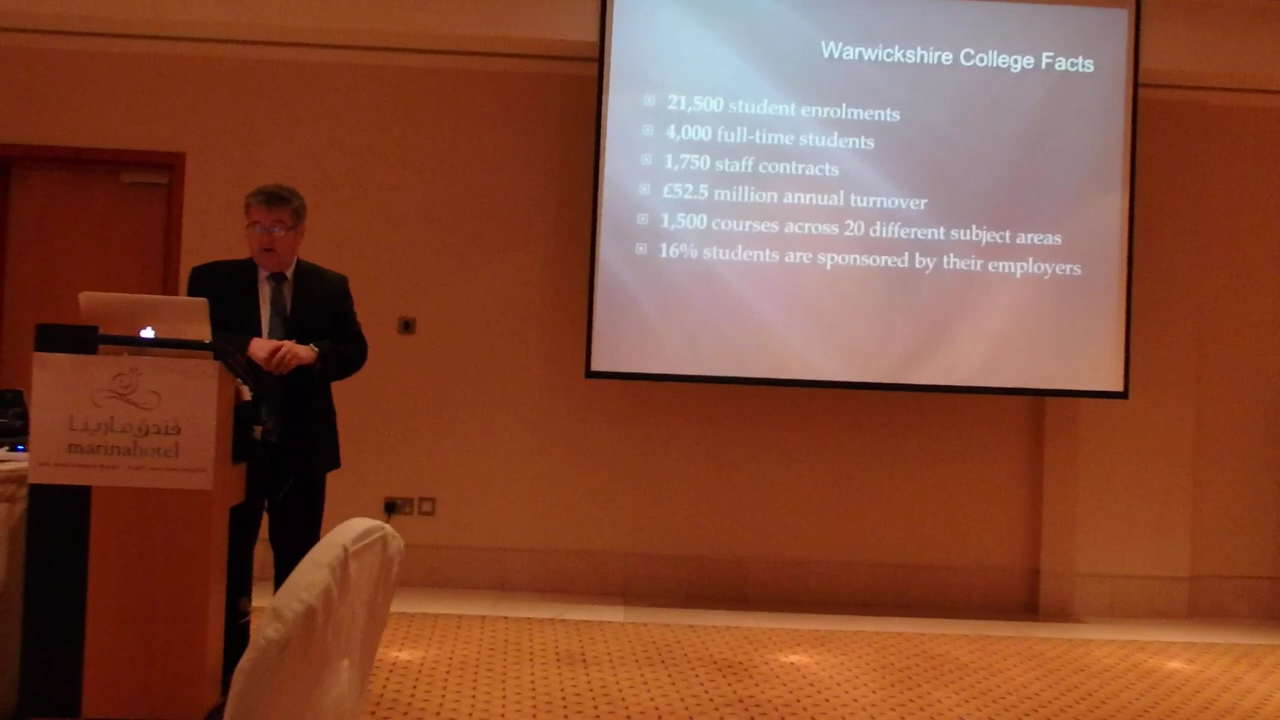 Warwickshire College Facts
21,500 student enrolments
4,000 full-time students
1,750 staff contracts
£52.5 million annual turnover
1,500 courses across 20 different subject areas
16% students are sponsored by their employers
فندق مارينا
marinahotel